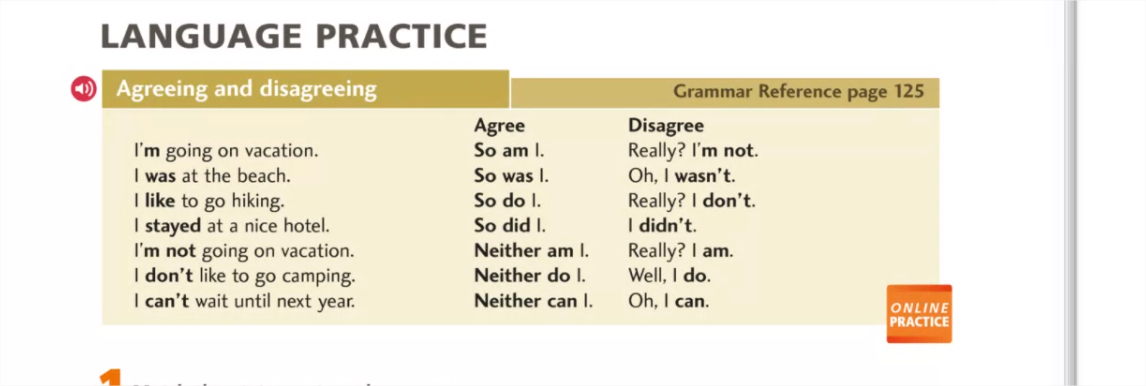 LANGUAGE PRACTICE
Agreeing and disagreeing Grammar Reference page 125
Agree Disagree
I'm going on vacation. So am I. Really? I'm not.
I was at the beach. So was I. Oh, I wasn't.
I like to go hiking. So do I. Really? I don't.
I stayed at a nice hotel. So did I. I didn't.
I'm not going on vacation. Neither am I. Really? I am.
I don't like to go camping. Neither do I. Well, I do.
I can't wait until next year. Neither can I. Oh, I can.
ONLINE
PRACTICE
1